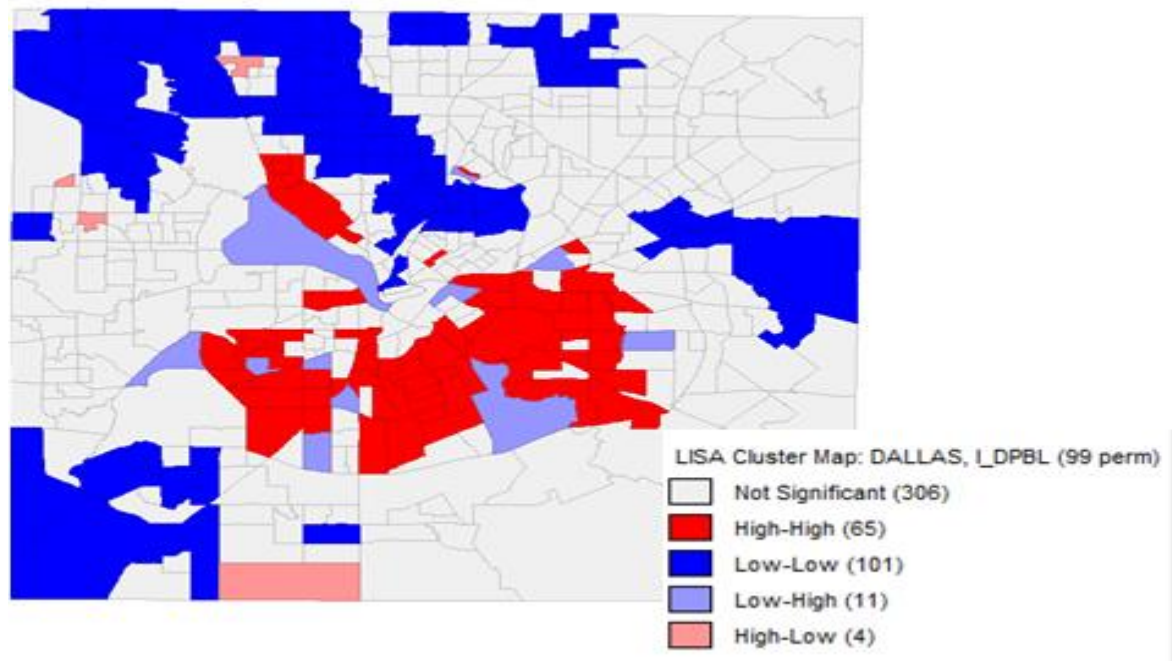 LISA Cluster Map: DALLAS, I_DPBL (99 perm)
Not Significant (306)
High-High (65)
Low-Low (101)
Low-High (11)
High-Low (4)